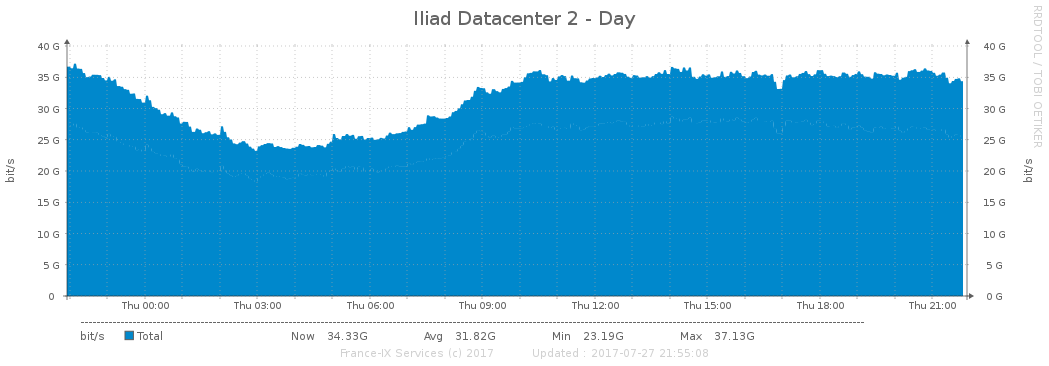 Iliad Datacenter 2 - Day
RRDTOOL / TOBI OETIKER
40 G 40 G
35 G 35 G
30 G 30 G
25 G 25 G
20 G 20 G
15 G 15 G
10 G 10 G
5 G 5 G
0 0 G
bit/s
bit/s
Thu 00:00 Thu 03:00 Thu 06:00 Thu 09:00 Thu 12:00 Thu 15:00 Thu 18:00 Thu 21:00
bit/s Total Now 34.33G Avg 31.82G Min 23.19G Max 37.13G
France-IX Services (c) 2017 Updated : 2017-07-27 21:55:08